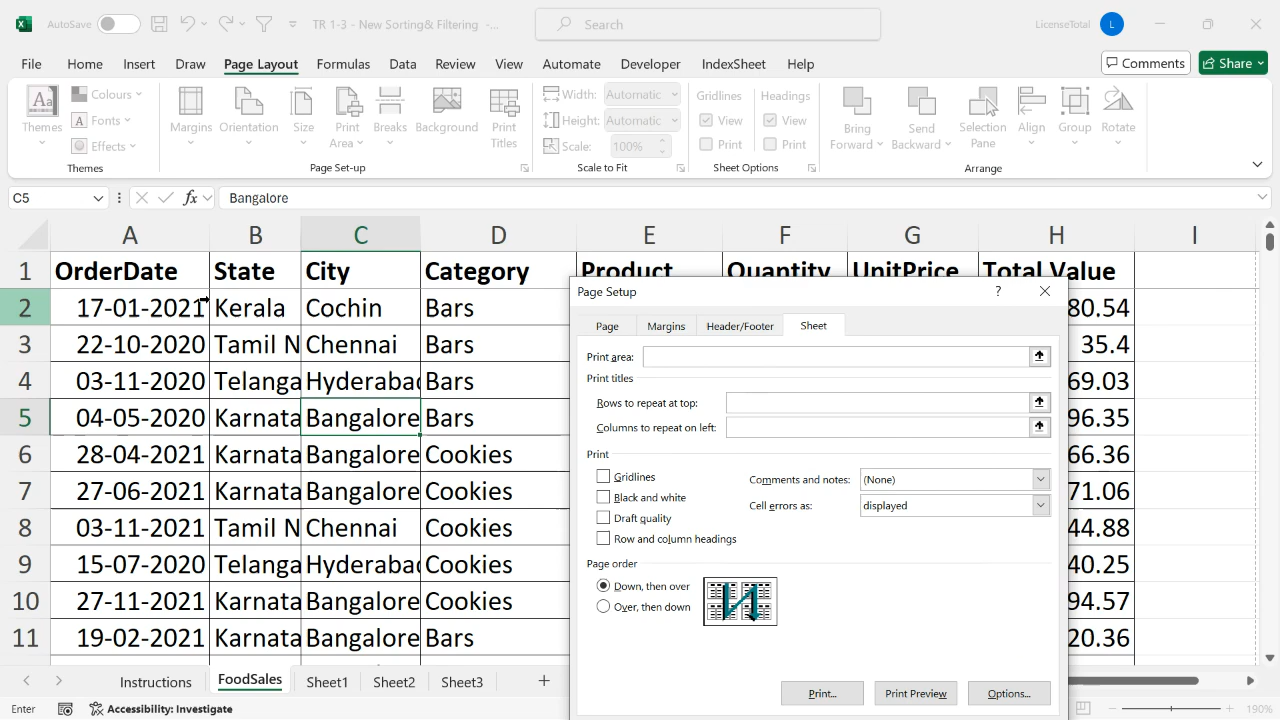 AutoSave TR 1-3 - New Sorting& Filtering -... Search LicenseTotal L
File Home Insert Draw Page Layout Formulas Data Review View Automate Developer IndexSheet Help Comments Share
Aa Themes Colours Fonts Effects Margins Orientation Size Print Area Breaks Background Print Titles Width: Automatic Height: Automatic Scale: 100% Gridlines View Print Headings View Print Bring Forward Send Backward Selection Pane Align Group Rotate
Themes Page Set-up Scale to Fit Sheet Options Arrange
C5 fx Bangalore
A B C D E F G H I
1 OrderDate State City Category Product Quantity UnitPrice Total Value
2 17-01-2021 Kerala Cochin Bars 80.54
3 22-10-2020 Tamil N Chennai Bars 35.4
4 03-11-2020 Telanga Hyderabad Bars 69.03
5 04-05-2020 Karnata Bangalore Bars 96.35
6 28-04-2021 Karnata Bangalore Cookies 66.36
7 27-06-2021 Karnata Bangalore Cookies 71.06
8 03-11-2021 Tamil N Chennai Cookies 44.88
9 15-07-2020 Telanga Hyderabad Cookies 40.25
10 27-11-2021 Karnata Bangalore Cookies 94.57
11 19-02-2021 Karnata Bangalore Bars 20.36
Page Setup ?
Page Margins Header/Footer Sheet
Print area:
Print titles
Rows to repeat at top:
Columns to repeat on left:
Print
Gridlines Comments and notes: (None)
Black and white Cell errors as: displayed
Draft quality
Row and column headings
Page order
Down, then over
Over, then down
Print... Print Preview Options...
Instructions FoodSales Sheet1 Sheet2 Sheet3 +
Enter Accessibility: Investigate 190%